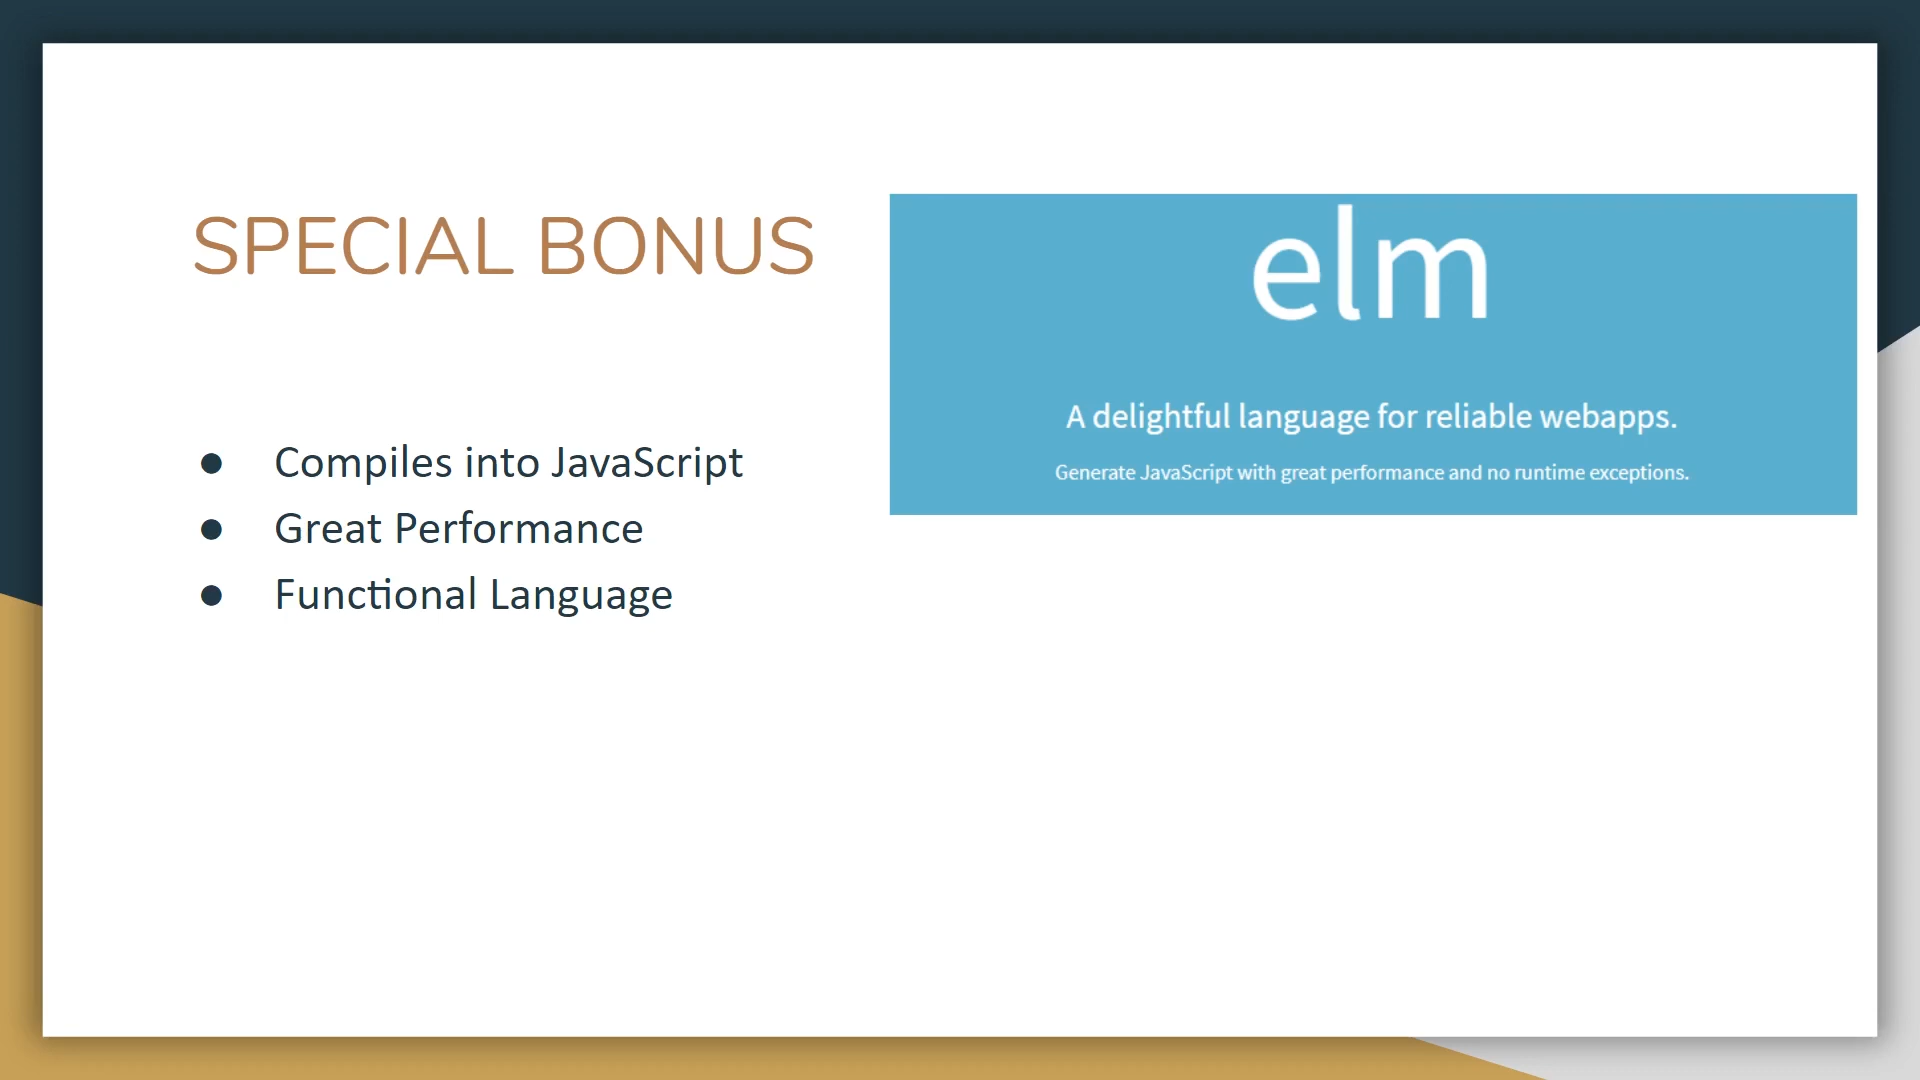 SPECIAL BONUS
● Compiles into JavaScript
● Great Performance
● Functional Language
elm
A delightful language for reliable webapps.
Generate JavaScript with great performance and no runtime exceptions.